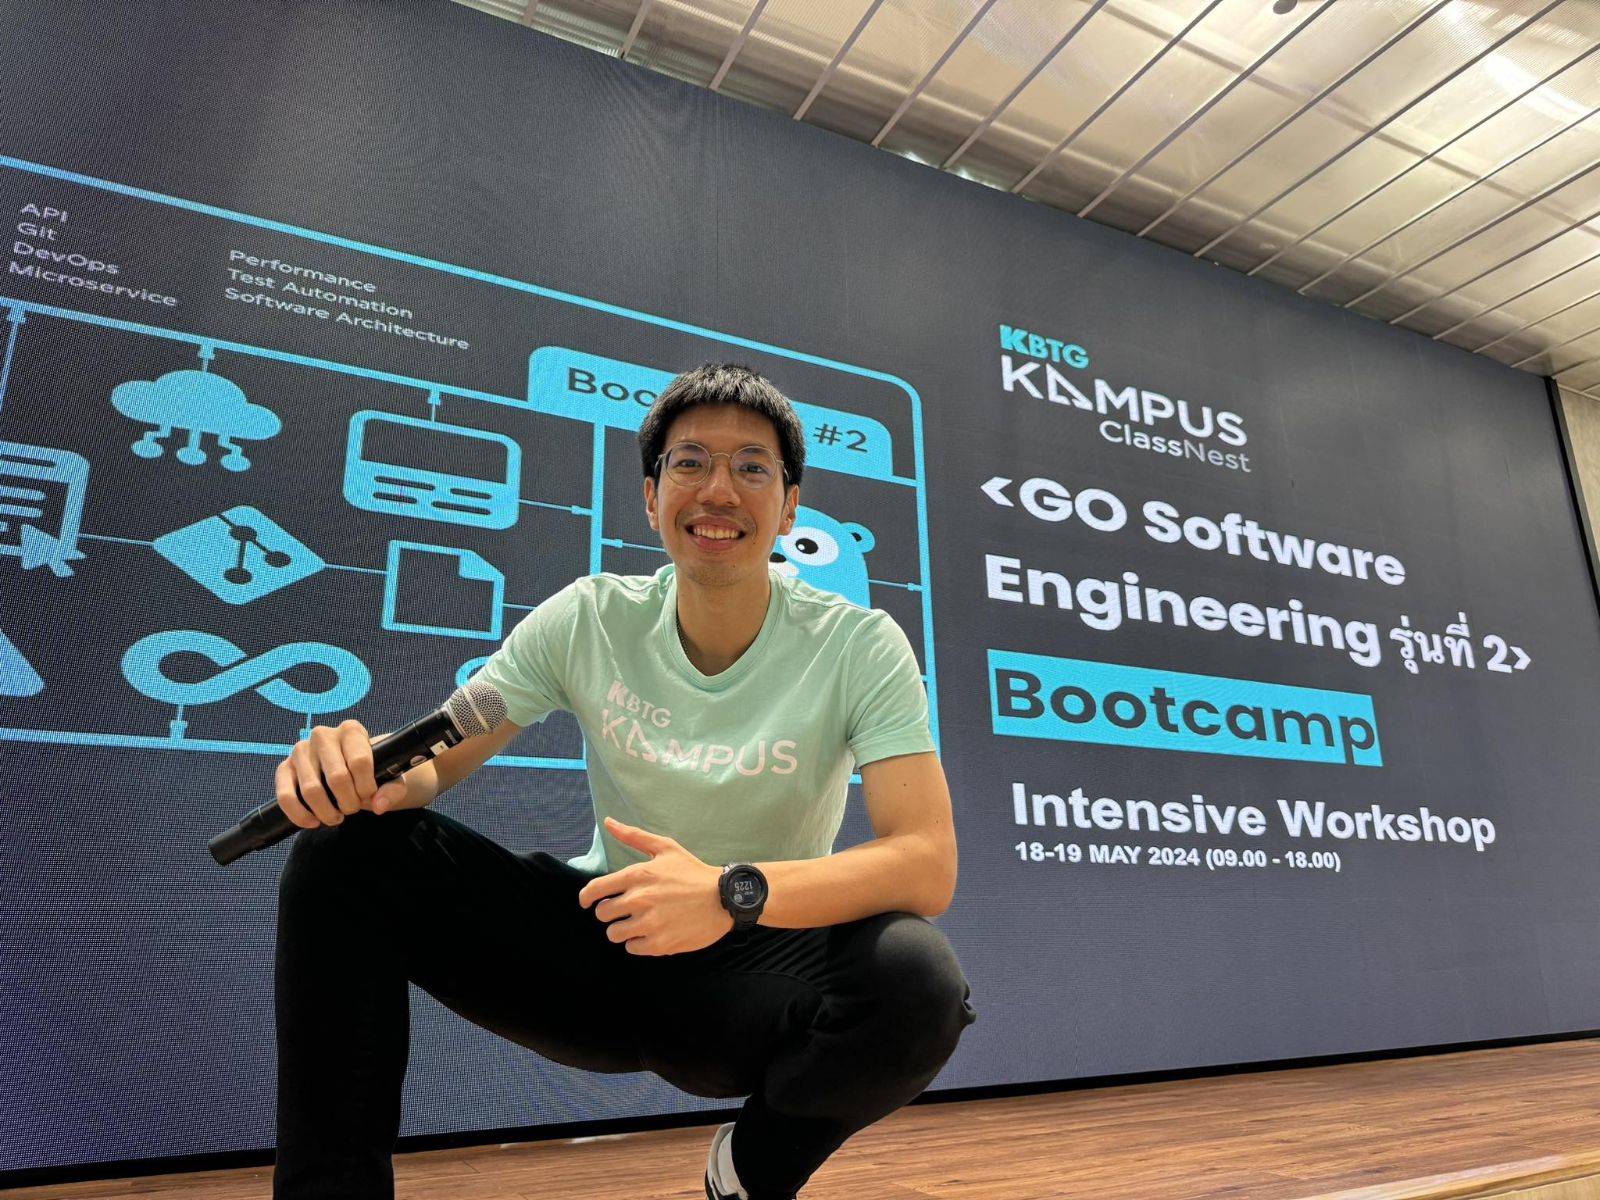 API
Git
DevOps
Microservice
Performance
Test Automation
Software Architecture
#2
KBTG
KAMPUS
ClassNest
<GO Software
Engineering รุ่นที่ 2>
Bootcamp
Intensive Workshop
18-19 MAY 2024 (09.00 - 18.00)
KBTG
KAMPUS